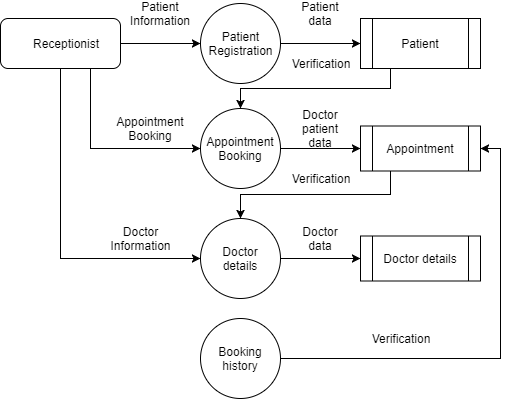 Patient
Information
Patient
data
Receptionist
Patient
Registration
Patient
Verification
Appointment
Booking
Doctor
patient
data
Appointment
Booking
Appointment
Verification
Doctor
Information
Doctor
data
Doctor
details
Doctor details
Verification
Booking
history